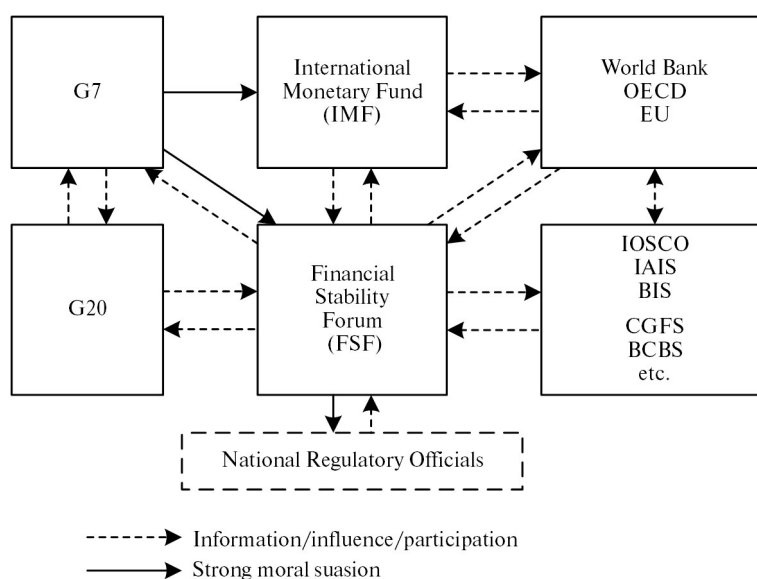 G7
International
Monetary Fund
(IMF)
World Bank
OECD
EU
G20
Financial
Stability
Forum
(FSF)
IOSCO
IAIS
BIS
CGFS
BCBS
etc.
National Regulatory Officials
Information/influence/participation
Strong moral suasion